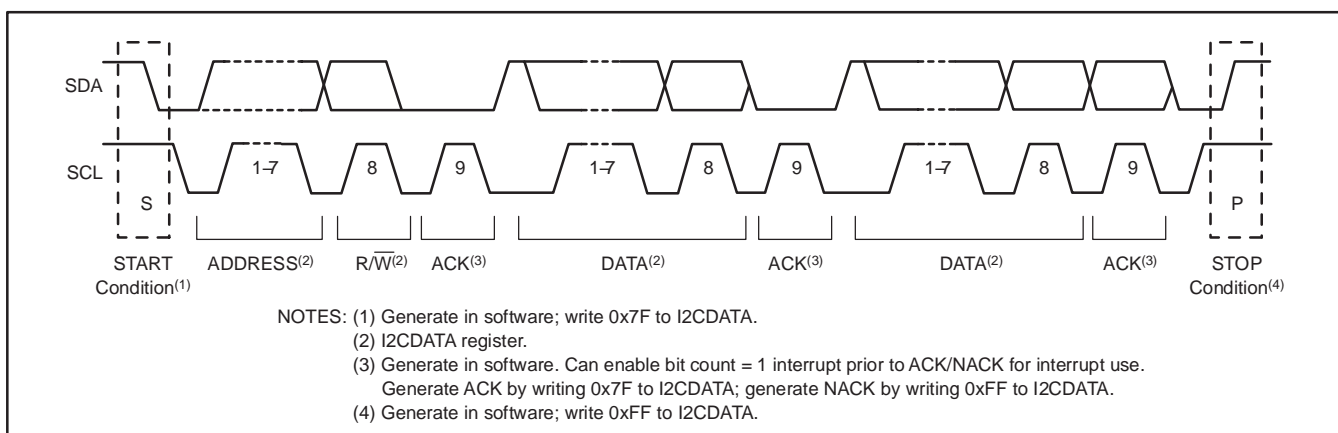 SDA
SCL
1–7
8
9
1–7
8
9
1–7
8
9
S
P
START
Condition(1)
ADDRESS(2)
R/W̅(2)
ACK(3)
DATA(2)
ACK(3)
DATA(2)
ACK(3)
STOP
Condition(4)
NOTES: (1) Generate in software; write 0x7F to I2CDATA.
(2) I2CDATA register.
(3) Generate in software. Can enable bit count = 1 interrupt prior to ACK/NACK for interrupt use.
Generate ACK by writing 0x7F to I2CDATA; generate NACK by writing 0xFF to I2CDATA.
(4) Generate in software; write 0xFF to I2CDATA.